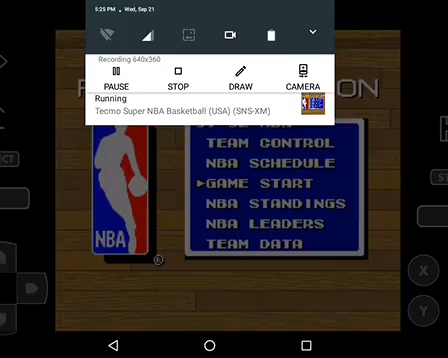 5:25 PM
Wed, Sep 21
Recording 640x360
PAUSE
STOP
DRAW
CAMERA
Running
Tecmo Super NBA Basketball (USA) (SNS-XM)
TEAM CONTROL
NBA SCHEDULE
GAME START
NBA STANDINGS
NBA LEADERS
TEAM DATA
NBA
®
X
Y